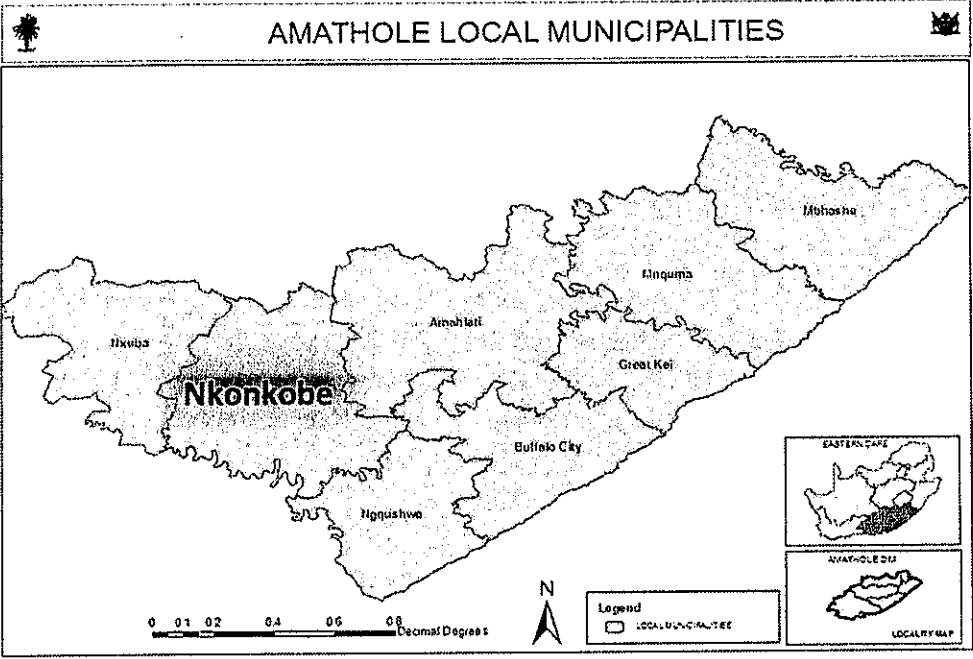 AMATHOLE LOCAL MUNICIPALITIES
Mbhashe
Mnquma
Amahlati
Nxuba
Great Kei
Nkonkobe
Buffalo City
Ngqushwa
EASTERN CAPE
AMATHOLE DM
LOCALITY MAP
N
Legend
LOCAL MUNICIPALITIES
0 0.1 0.2 0.4 0.6 0.8
Decimal Degrees